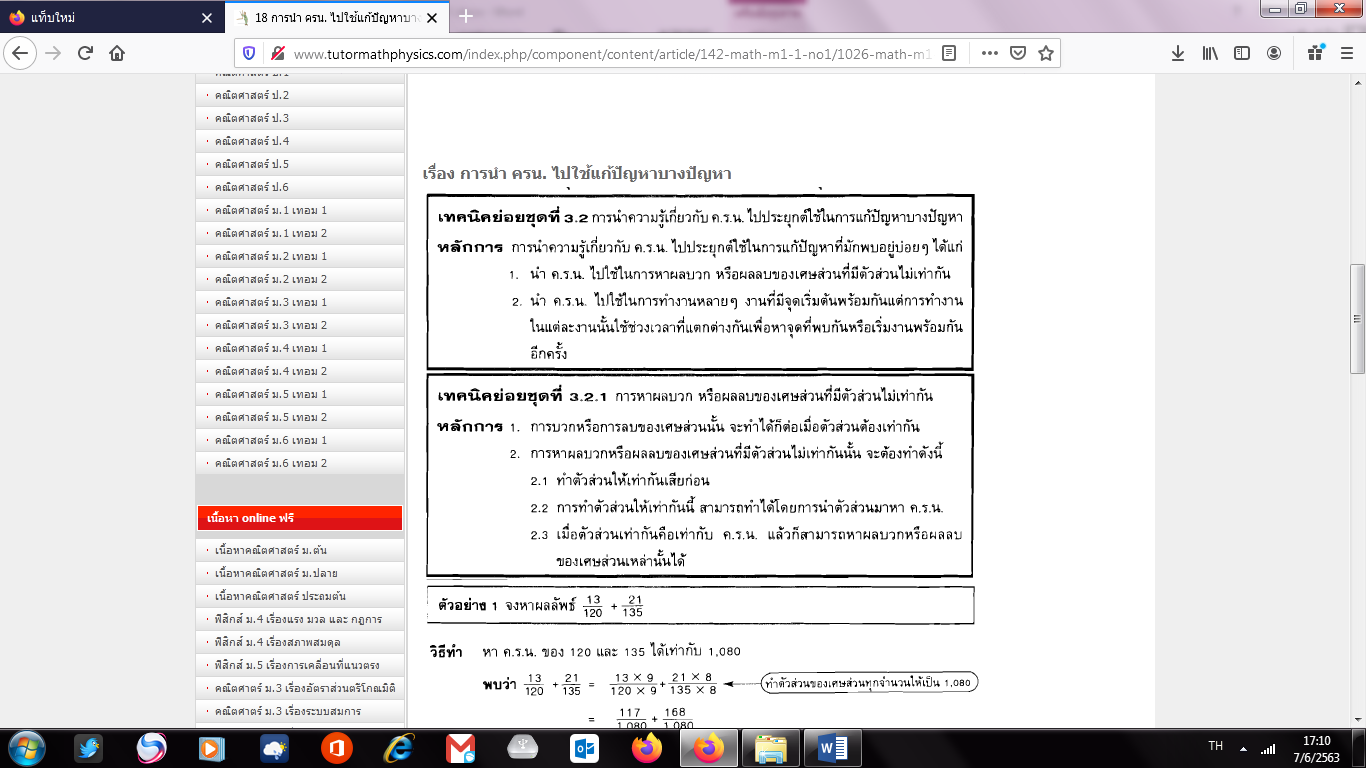 แท็บใหม่
18 การนำ ครน. ไปใช้แก้ปัญหาบาง
www.tutormathphysics.com/index.php/component/content/article/142-math-m1-1-no1/1026-math-m1
คณิตศาสตร์ ป.2
คณิตศาสตร์ ป.3
คณิตศาสตร์ ป.4
คณิตศาสตร์ ป.5
คณิตศาสตร์ ป.6
คณิตศาสตร์ ม.1 เทอม 1
คณิตศาสตร์ ม.1 เทอม 2
คณิตศาสตร์ ม.2 เทอม 1
คณิตศาสตร์ ม.2 เทอม 2
คณิตศาสตร์ ม.3 เทอม 1
คณิตศาสตร์ ม.3 เทอม 2
คณิตศาสตร์ ม.4 เทอม 1
คณิตศาสตร์ ม.4 เทอม 2
คณิตศาสตร์ ม.5 เทอม 1
คณิตศาสตร์ ม.5 เทอม 2
คณิตศาสตร์ ม.6 เทอม 1
คณิตศาสตร์ ม.6 เทอม 2
เนื้อหา online ฟรี
เนื้อหาคณิตศาสตร์ ม.ต้น
เนื้อหาคณิตศาสตร์ ม.ปลาย
เนื้อหาคณิตศาสตร์ ประถมต้น
ฟิสิกส์ ม.4 เรื่องแรง มวล และ กฎการ
ฟิสิกส์ ม.4 เรื่องสภาพสมดุล
ฟิสิกส์ ม.5 เรื่องการเคลื่อนที่แนวตรง
คณิตศาตร์ ม.3 เรื่องอัตราส่วนตรีโกณมิติ
คณิตศาตร์ ม.3 เรื่องระบบสมการ
เรื่อง การนำ ครน. ไปใช้แก้ปัญหาบางปัญหา
เทคนิคย่อยชุดที่ 3.2 การนำความรู้เกี่ยวกับ ค.ร.น. ไปประยุกต์ใช้ในการแก้ปัญหาบางปัญหา
หลักการ การนำความรู้เกี่ยวกับ ค.ร.น. ไปประยุกต์ใช้ในการแก้ปัญหาที่มักพบอยู่บ่อยๆ ได้แก่
1. นำ ค.ร.น. ไปใช้ในการหาผลบวก หรือผลลบของเศษส่วนที่มีตัวส่วนไม่เท่ากัน
2. นำ ค.ร.น. ไปใช้ในการทำงานหลายๆ งานที่มีจุดเริ่มต้นพร้อมกันแต่การทำงาน
ในแต่ละงานนั้นใช้ช่วงเวลาที่แตกต่างกันเพื่อหาจุดที่พบกันหรือเริ่มงานพร้อมกัน
อีกครั้ง
เทคนิคย่อยชุดที่ 3.2.1 การหาผลบวก หรือผลลบของเศษส่วนที่มีตัวส่วนไม่เท่ากัน
หลักการ 1. การบวกหรือการลบของเศษส่วนนั้น จะทำได้ก็ต่อเมื่อตัวส่วนต้องเท่ากัน
2. การหาผลบวกหรือผลลบของเศษส่วนที่มีตัวส่วนไม่เท่ากันนั้น จะต้องทำดังนี้
2.1 ทำตัวส่วนให้เท่ากันเสียก่อน
2.2 การทำตัวส่วนให้เท่ากันนี้ สามารถทำได้โดยการนำตัวส่วนมาหา ค.ร.น.
2.3 เมื่อตัวส่วนเท่ากันคือเท่ากับ ค.ร.น. แล้วก็สามารถหาผลบวกหรือผลลบ
ของเศษส่วนเหล่านั้นได้
ตัวอย่าง 1 จงหาผลลัพธ์ 13/120 + 21/135
วิธีทำ หา ค.ร.น. ของ 120 และ 135 ได้เท่ากับ 1,080
พบว่า 13/120 + 21/135 = 13 × 9/120 × 9 + 21 × 8/135 × 8 ทำตัวส่วนของเศษส่วนทุกจำนวนให้เป็น 1,080
= 117/1,080 + 168/1,080
TH
17:10
7/6/2563